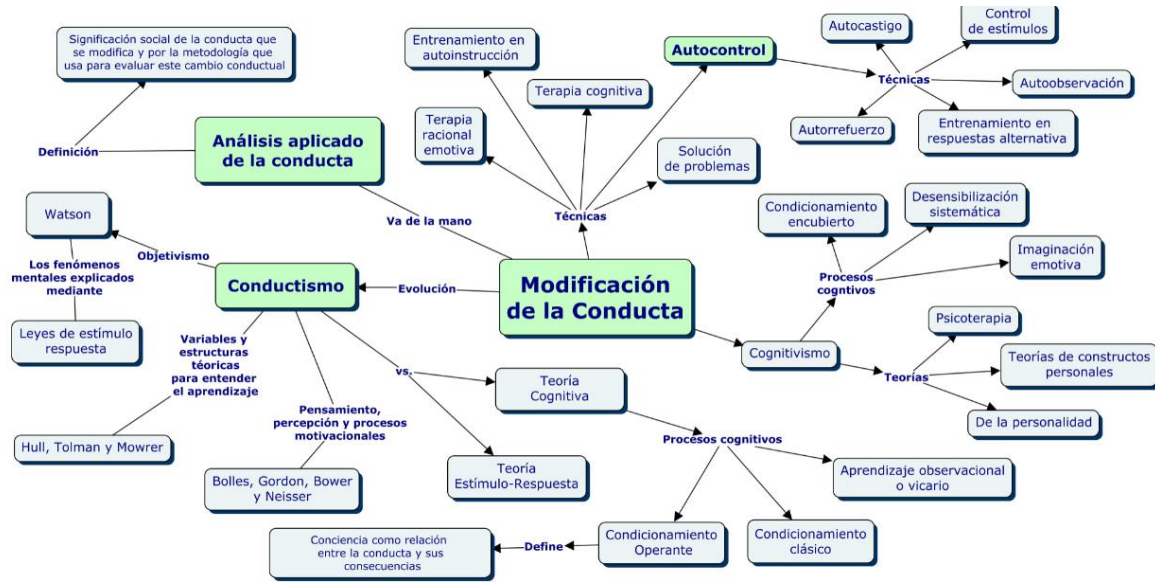 Significación social de la conducta que
se modifica y por la metodología que
usa para evaluar este cambio conductual
Definición
Análisis aplicado
de la conducta
Va de la mano
Entrenamiento en
autoinstrucción
Terapia cognitiva
Terapia
racional
emotiva
Solución
de problemas
Técnicas
Autocontrol
Autocastigo
Control
de estímulos
Técnicas
Autoobservación
Autorrefuerzo
Entrenamiento en
respuestas alternativa
Watson
Objetivismo
Los fenómenos
mentales explicados
mediante
Leyes de estímulo
respuesta
Conductismo
Evolución
Modificación
de la Conducta
Condicionamiento
encubierto
Desensibilización
sistemática
Imaginación
emotiva
Procesos
cogntivos
Cognitivismo
Psicoterapia
Teorías
Teorías de constructos
personales
De la personalidad
Variables y
estructuras
téoricas
para entender
el aprendizaje
Hull, Tolman y Mowrer
Pensamiento,
percepción y procesos
motivacionales
Bolles, Gordon, Bower
y Neisser
vs.
Teoría
Cognitiva
Teoría
Estímulo-Respuesta
Procesos cognitivos
Aprendizaje observacional
o vicario
Condicionamiento
clásico
Condicionamiento
Operante
Define
Conciencia como relación
entre la conducta y sus
consecuencias